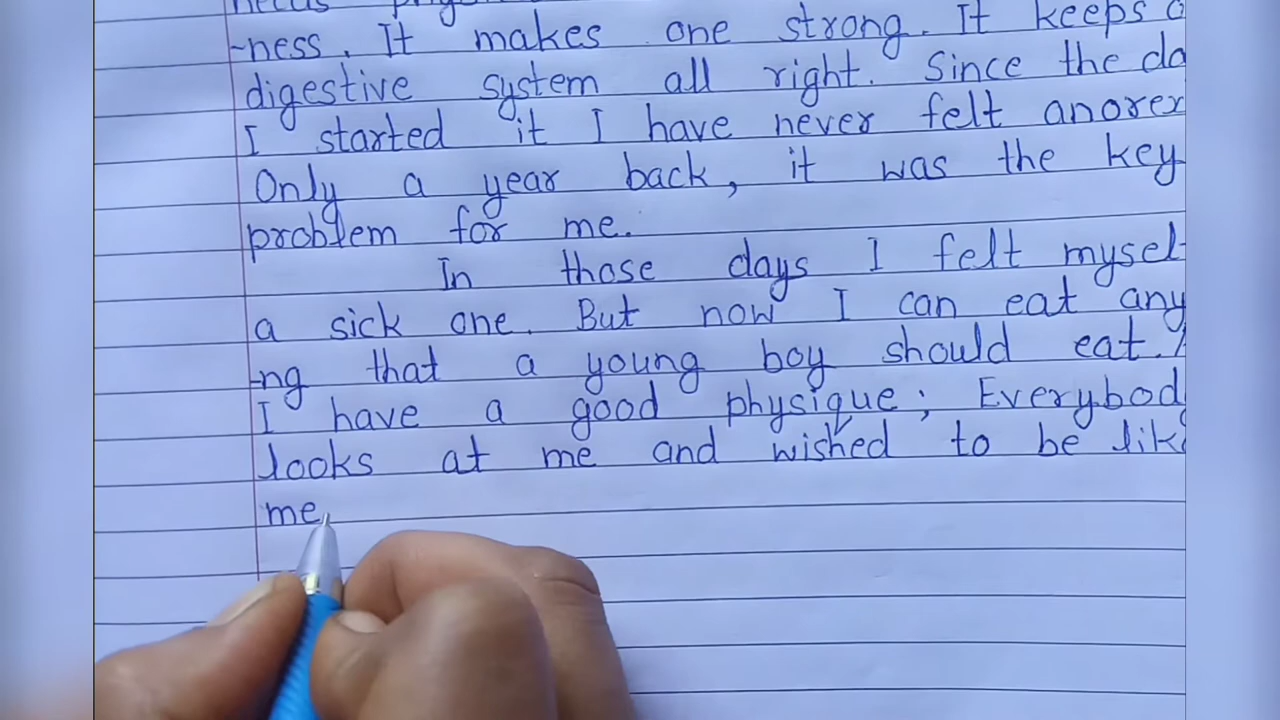 -ness. It makes one strong. It keeps
digestive system all right. Since the
I started it I have never felt
Only a year back, it was the key
problem for me.
In those days I felt
a sick one. But now I can eat any
-ng that a young boy should eat.
I have a good physique; Everybod
looks at me and wished to be lik
me.